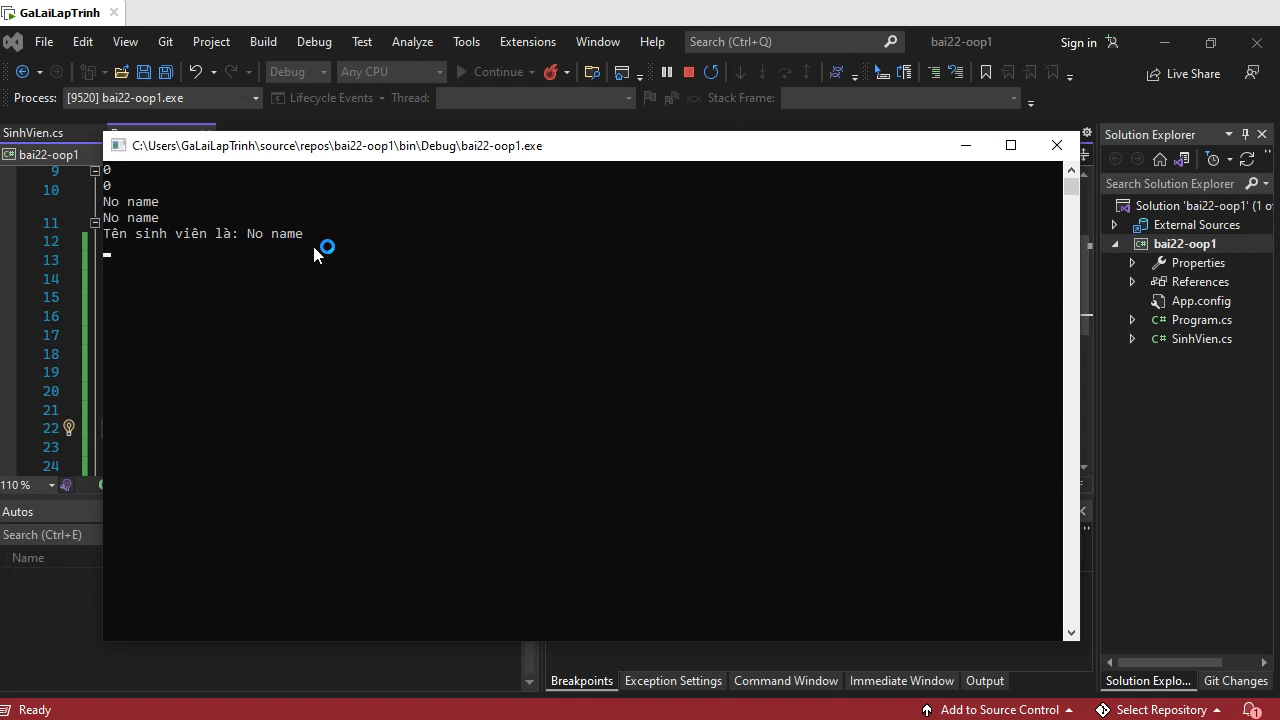 GaLaiLapTrinh
File Edit View Git Project Build Debug Test Analyze Tools Extensions Window Help Search (Ctrl+Q) bai22-oop1 Sign in
Debug Any CPU Continue Live Share
Process: [9520] bai22-oop1.exe Lifecycle Events Thread: Stack Frame:
SinhVien.cs
bai22-oop1
C:\Users\GaLaiLapTrinh\source\repos\bai22-oop1\bin\Debug\bai22-oop1.exe
0
0
No name
No name
Tên sinh viên là: No name
9
10
11
12
13
14
15
16
17
18
19
20
21
22
23
24
110 %
Autos
Search (Ctrl+E)
Name
Solution Explorer
Search Solution Explorer
Solution 'bai22-oop1' (1 o
External Sources
bai22-oop1
Properties
References
App.config
C# Program.cs
C# SinhVien.cs
Breakpoints Exception Settings Command Window Immediate Window Output
Solution Explo... Git Changes
Ready Add to Source Control Select Repository 1